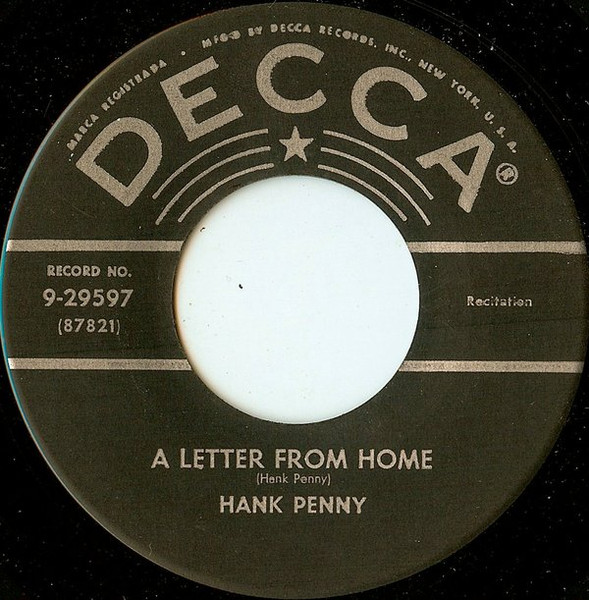 MARCA REGISTRADA • MFG'D BY DECCA RECORDS, INC., NEW YORK, U.S.A.
DECCA®
RECORD NO.
9-29597
(87821)
Recitation
A LETTER FROM HOME
(Hank Penny)
HANK PENNY